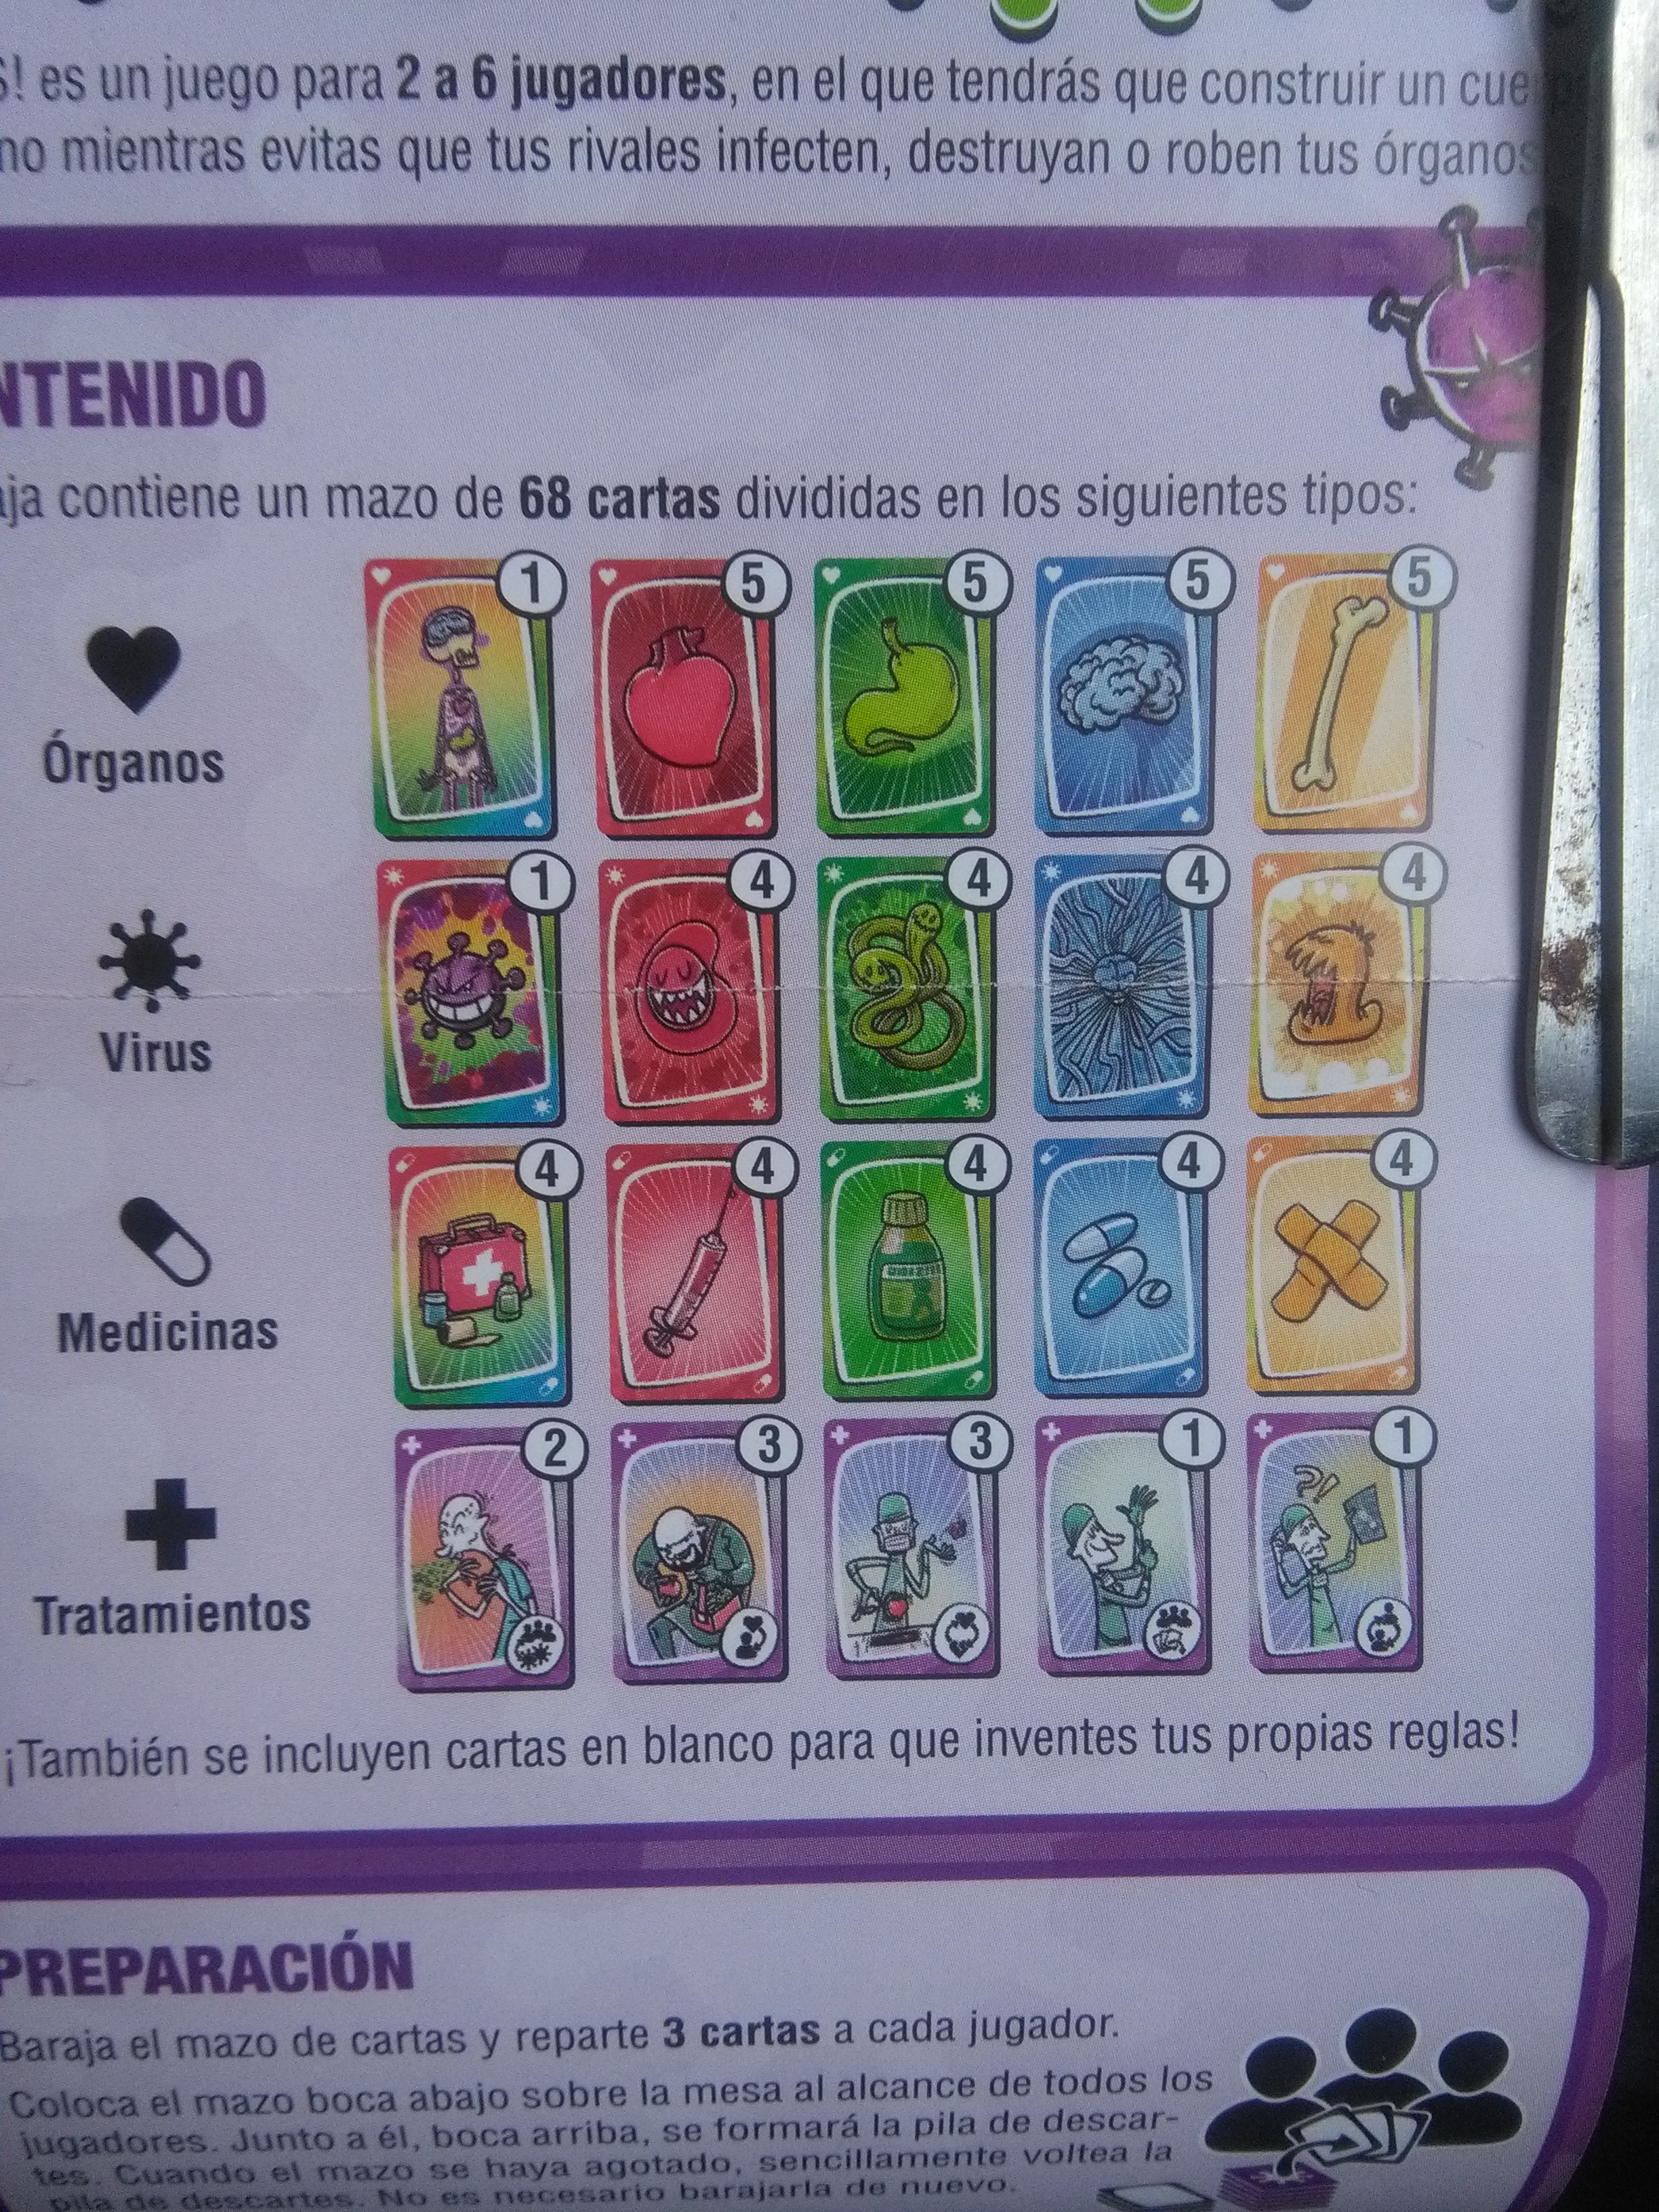 ! es un juego para 2 a 6 jugadores, en el que tendrás que construir un
mientras evitas que tus rivales infecten, destruyan o roben tus órganos
NTENIDO
contiene un mazo de 68 cartas divididas en los siguientes tipos:
1 5 5 5 5
Órganos
1 4 4 4 4
Virus
4 4 4 4 4
Medicinas
2 3 3 1 1
?!
Tratamientos
¡También se incluyen cartas en blanco para que inventes tus propias reglas!
PREPARACIÓN
Baraja el mazo de cartas y reparte 3 cartas a cada jugador.
Coloca el mazo boca abajo sobre la mesa al alcance de todos los
jugadores. Junto a él, boca arriba, se formará la pila de descar-
tes. Cuando el mazo se haya agotado, sencillamente voltea la
pila de descartes. No es necesario barajarla de nuevo.